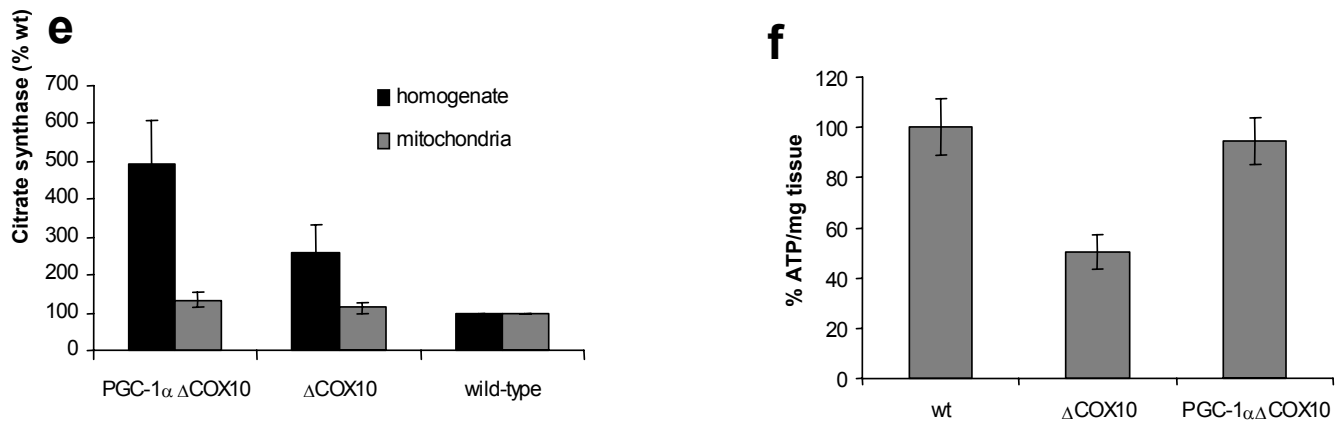 e
Citrate synthase (% wt)
700
600
500
400
300
200
100
0
homogenate
mitochondria
PGC-1α ΔCOX10
ΔCOX10
wild-type
f
% ATP/mg tissue
120
100
80
60
40
20
0
wt
ΔCOX10
PGC-1αΔCOX10